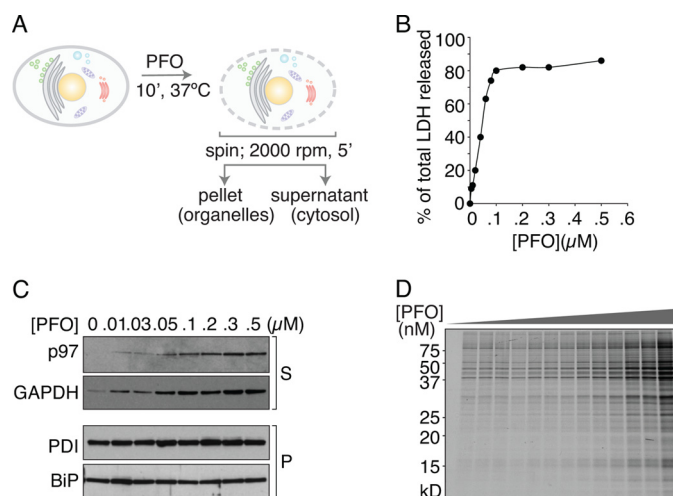 A
PFO
10', 37ºC
spin; 2000 rpm, 5'
pellet
(organelles)
supernatant
(cytosol)
B
% of total LDH released
100
80
60
40
20
0
0 .1 .2 .3 .4 .5 .6
[PFO](µM)
C
[PFO] 0 .01.03.05 .1 .2 .3 .5 (µM)
p97
GAPDH
S
PDI
BiP
P
D
[PFO]
(nM)
75
50
37
25
20
15
kD